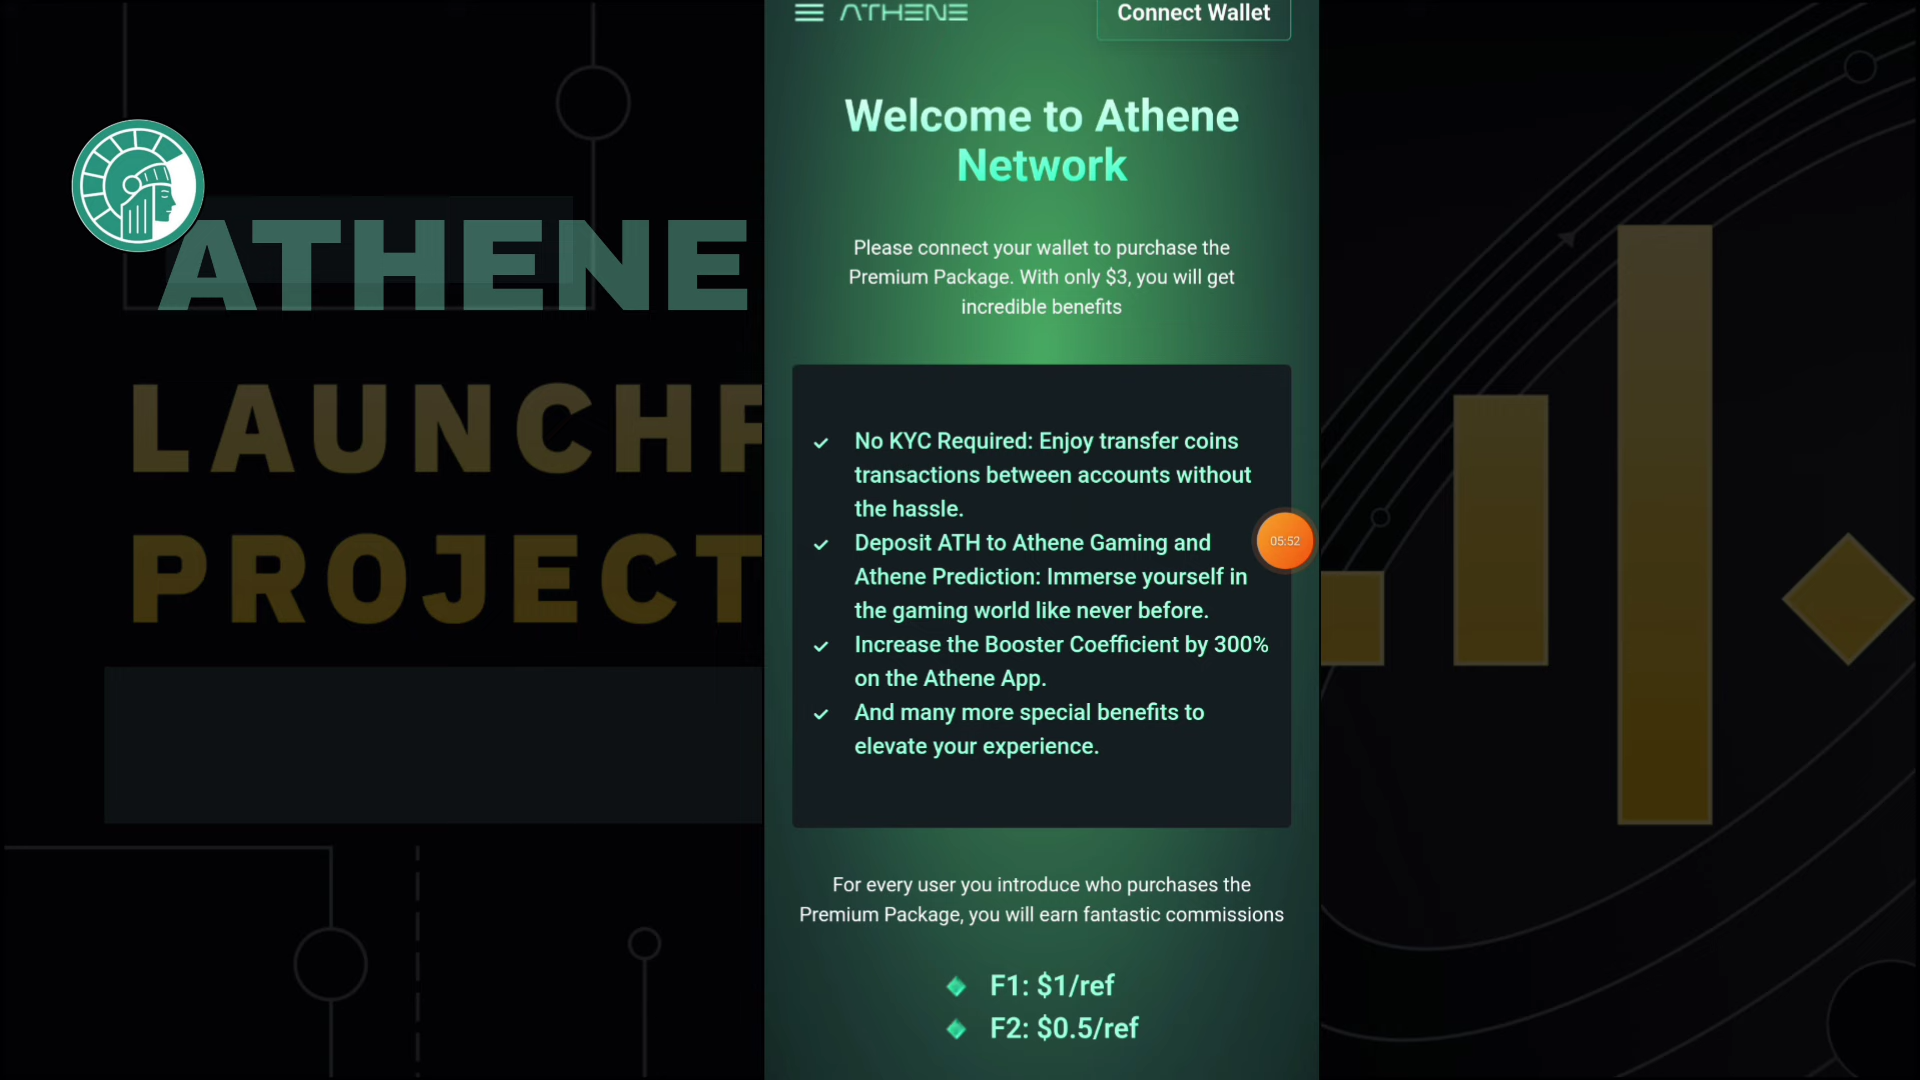 ATHENE
LAUNCHP
PROJECT
ATHENE
Connect Wallet
Welcome to Athene
Network
Please connect your wallet to purchase the
Premium Package. With only $3, you will get
incredible benefits
No KYC Required: Enjoy transfer coins
transactions between accounts without
the hassle.
Deposit ATH to Athene Gaming and
Athene Prediction: Immerse yourself in
the gaming world like never before.
Increase the Booster Coefficient by 300%
on the Athene App.
And many more special benefits to
elevate your experience.
05:52
For every user you introduce who purchases the
Premium Package, you will earn fantastic commissions
F1: $1/ref
F2: $0.5/ref